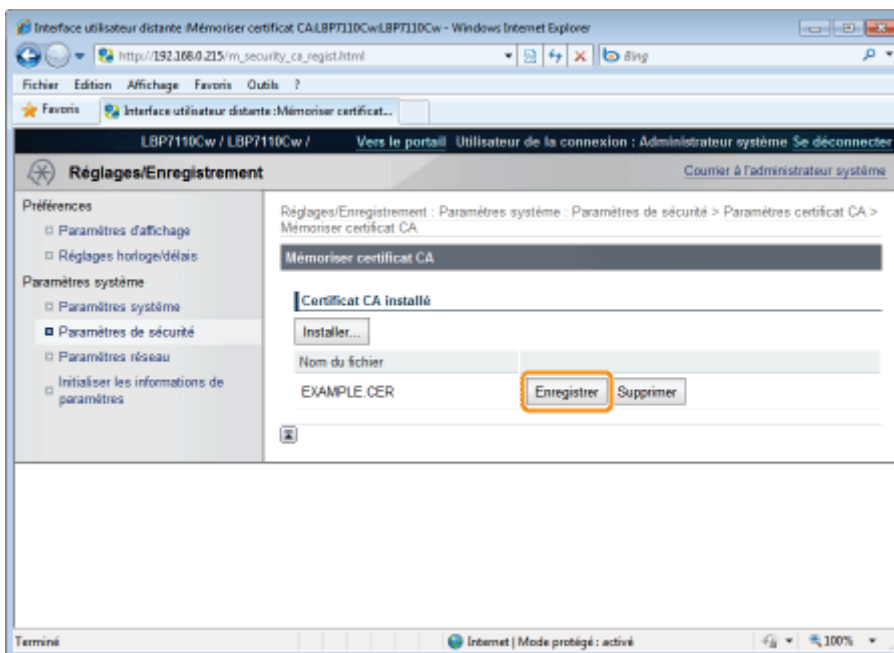 Interface utilisateur distante :Mémoriser certificat CA:LBP7110Cw:LBP7110Cw - Windows Internet Explorer
http://192.168.0.215/m_security_ca_regist.html
Bing
Fichier Edition Affichage Favoris Outils ?
Favoris Interface utilisateur distante :Mémoriser certificat...
LBP7110Cw / LBP7110Cw / Vers le portail Utilisateur de la connexion : Administrateur système Se déconnecter
Réglages/Enregistrement Courrier à l'administrateur système
Préférences
Paramètres d'affichage
Réglages horloge/délais
Paramètres système
Paramètres système
Paramètres de sécurité
Paramètres réseau
Initialiser les informations de
paramètres
Réglages/Enregistrement : Paramètres système : Paramètres de sécurité > Paramètres certificat CA >
Mémoriser certificat CA
Mémoriser certificat CA
Certificat CA installé
Installer...
Nom du fichier
EXAMPLE.CER Enregistrer Supprimer
Terminé Internet | Mode protégé : activé 100%